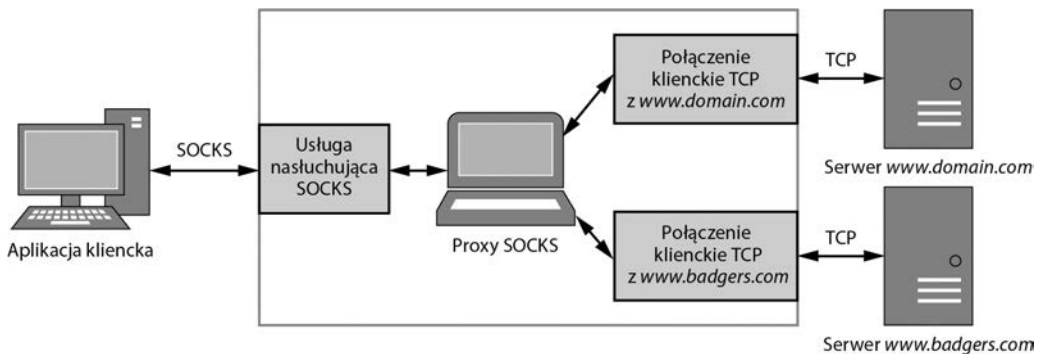 Aplikacja kliencka
SOCKS
Usługa
nasłuchująca
SOCKS
Proxy SOCKS
Połączenie
klienckie TCP
z www.domain.com
TCP
Serwer www.domain.com
Połączenie
klienckie TCP
z www.badgers.com
TCP
Serwer www.badgers.com